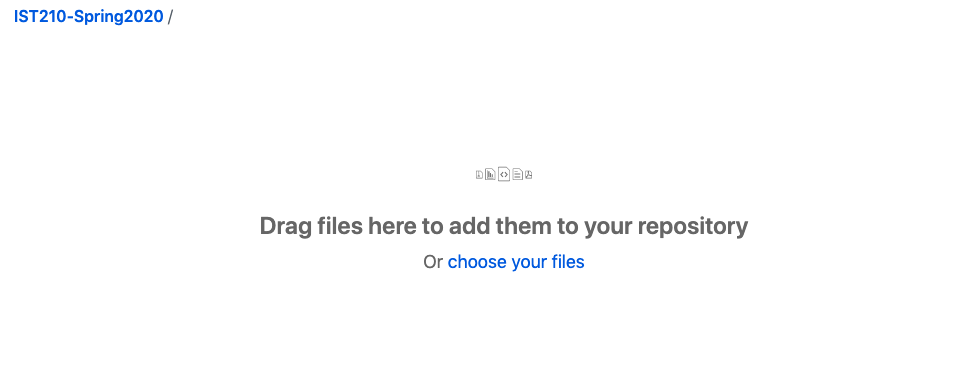 IST210-Spring2020 /
Drag files here to add them to your repository
Or choose your files